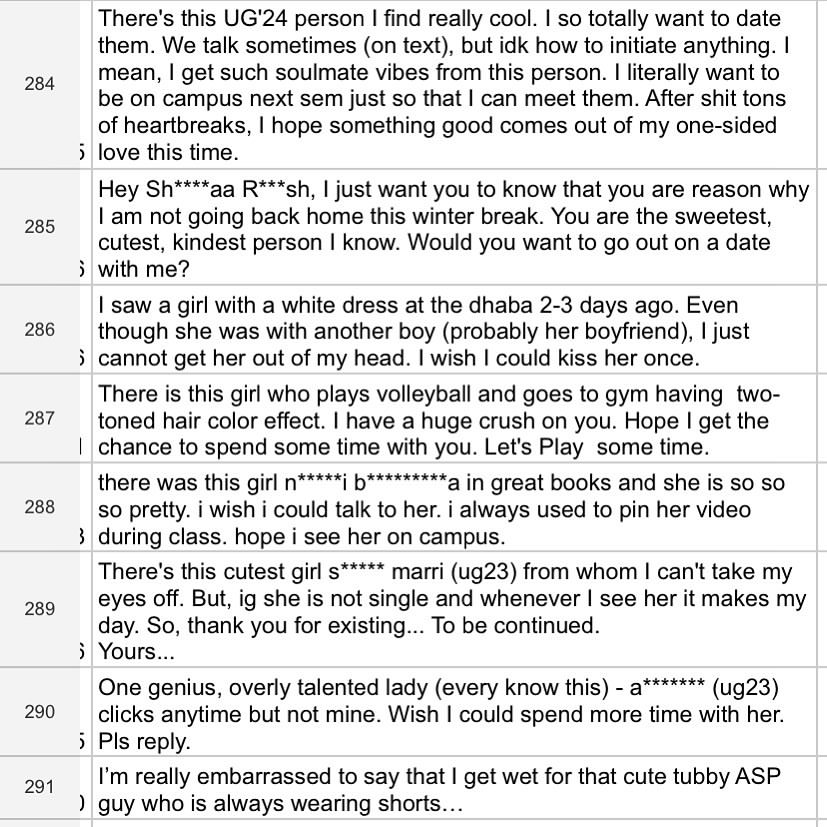 284
There's this UG'24 person I find really cool. I so totally want to date
them. We talk sometimes (on text), but idk how to initiate anything. I
mean, I get such soulmate vibes from this person. I literally want to
be on campus next sem just so that I can meet them. After shit tons
of heartbreaks, I hope something good comes out of my one-sided
love this time.
285
Hey Sh****aa R***sh, I just want you to know that you are reason why
I am not going back home this winter break. You are the sweetest,
cutest, kindest person I know. Would you want to go out on a date
with me?
286
I saw a girl with a white dress at the dhaba 2-3 days ago. Even
though she was with another boy (probably her boyfriend), I just
cannot get her out of my head. I wish I could kiss her once.
287
There is this girl who plays volleyball and goes to gym having  two-
toned hair color effect. I have a huge crush on you. Hope I get the
chance to spend some time with you. Let's Play  some time.
288
there was this girl n*****i b*********a in great books and she is so so
so pretty. i wish i could talk to her. i always used to pin her video
during class. hope i see her on campus.
289
There's this cutest girl s***** marri (ug23) from whom I can't take my
eyes off. But, ig she is not single and whenever I see her it makes my
day. So, thank you for existing... To be continued.
Yours...
290
One genius, overly talented lady (every know this) - a******* (ug23)
clicks anytime but not mine. Wish I could spend more time with her.
Pls reply.
291
I'm really embarrassed to say that I get wet for that cute tubby ASP
guy who is always wearing shorts…